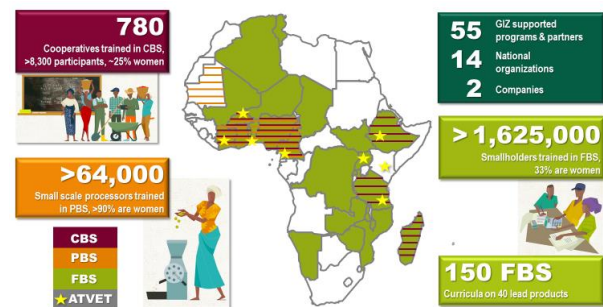 780
Cooperatives trained in CBS,
>8,300 participants, ~25% women
>64,000
Small scale processors trained
in PBS, >90% are women
CBS
PBS
FBS
ATVET
55 GIZ supported
programs & partners
14 National
organizations
2 Companies
> 1,625,000
Smallholders trained in FBS,
33% are women
150 FBS
Curricula on 40 lead products